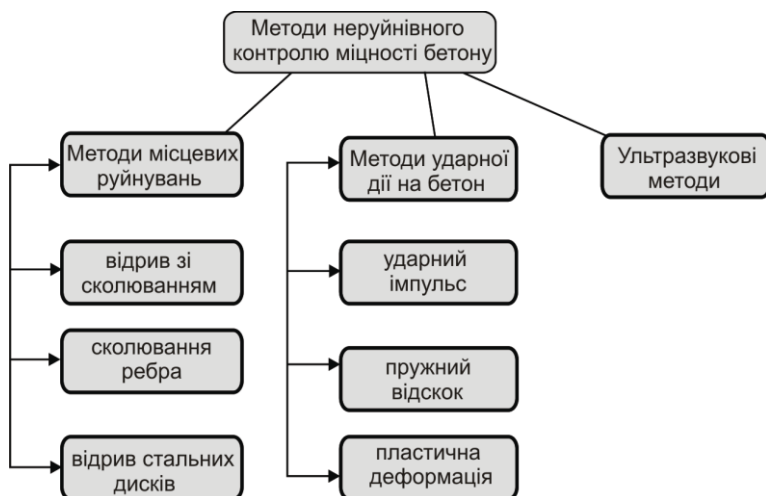 Методи неруйнівного
контролю міцності бетону
Методи місцевих
руйнувань
відрив зі
сколюванням
сколювання
ребра
відрив стальних
дисків
Методи ударної
дії на бетон
ударний
імпульс
пружний
відскок
пластична
деформація
Ультразвукові
методи